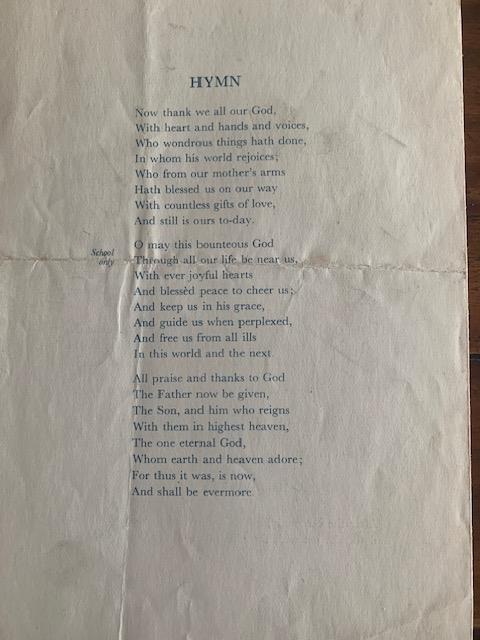 HYMN
Now thank we all our God,
With heart and hands and voices,
Who wondrous things hath done,
In whom his world rejoices;
Who from our mother's arms
Hath blessed us on our way
With countless gifts of love,
And still is ours to-day.
O may this bounteous God
School
only
Through all our life be near us,
With ever joyful hearts
And blessèd peace to cheer us;
And keep us in his grace,
And guide us when perplexed,
And free us from all ills
In this world and the next.
All praise and thanks to God
The Father now be given,
The Son, and him who reigns
With them in highest heaven,
The one eternal God,
Whom earth and heaven adore;
For thus it was, is now,
And shall be evermore.